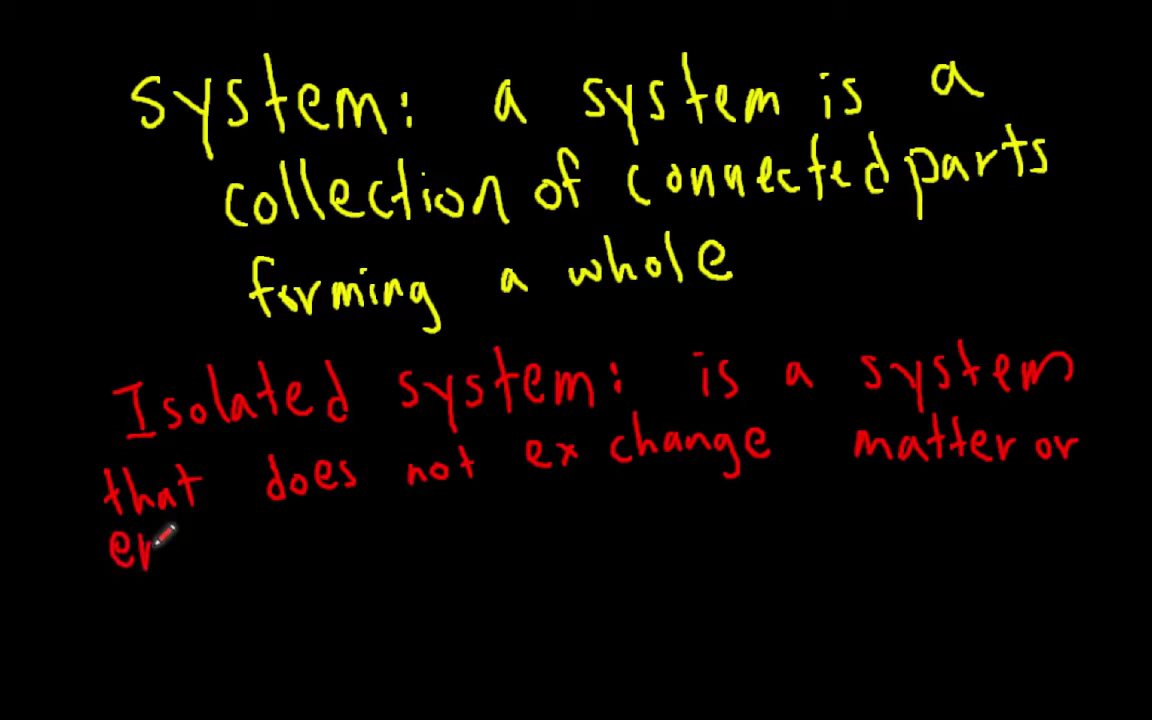 system: a system is a
collection of connected parts
forming a whole
Isolated system: is a system
that does not exchange matter or
en